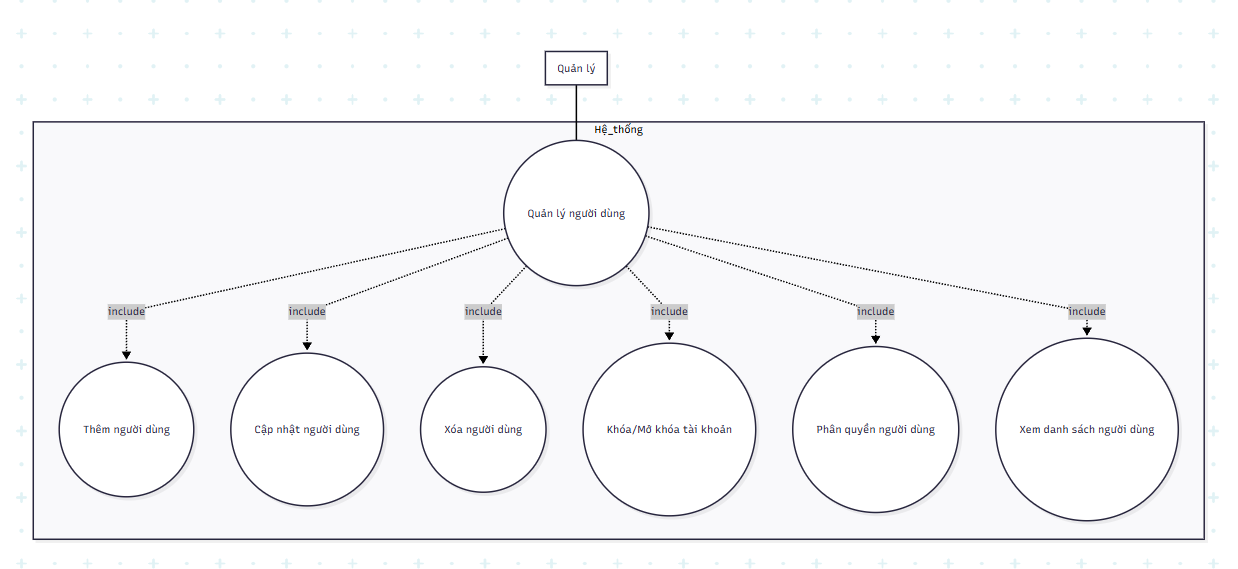 Quản lý
Hệ_thống
Quản lý người dùng
include
include
include
include
include
include
Thêm người dùng
Cập nhật người dùng
Xóa người dùng
Khóa/Mở khóa tài khoản
Phân quyền người dùng
Xem danh sách người dùng